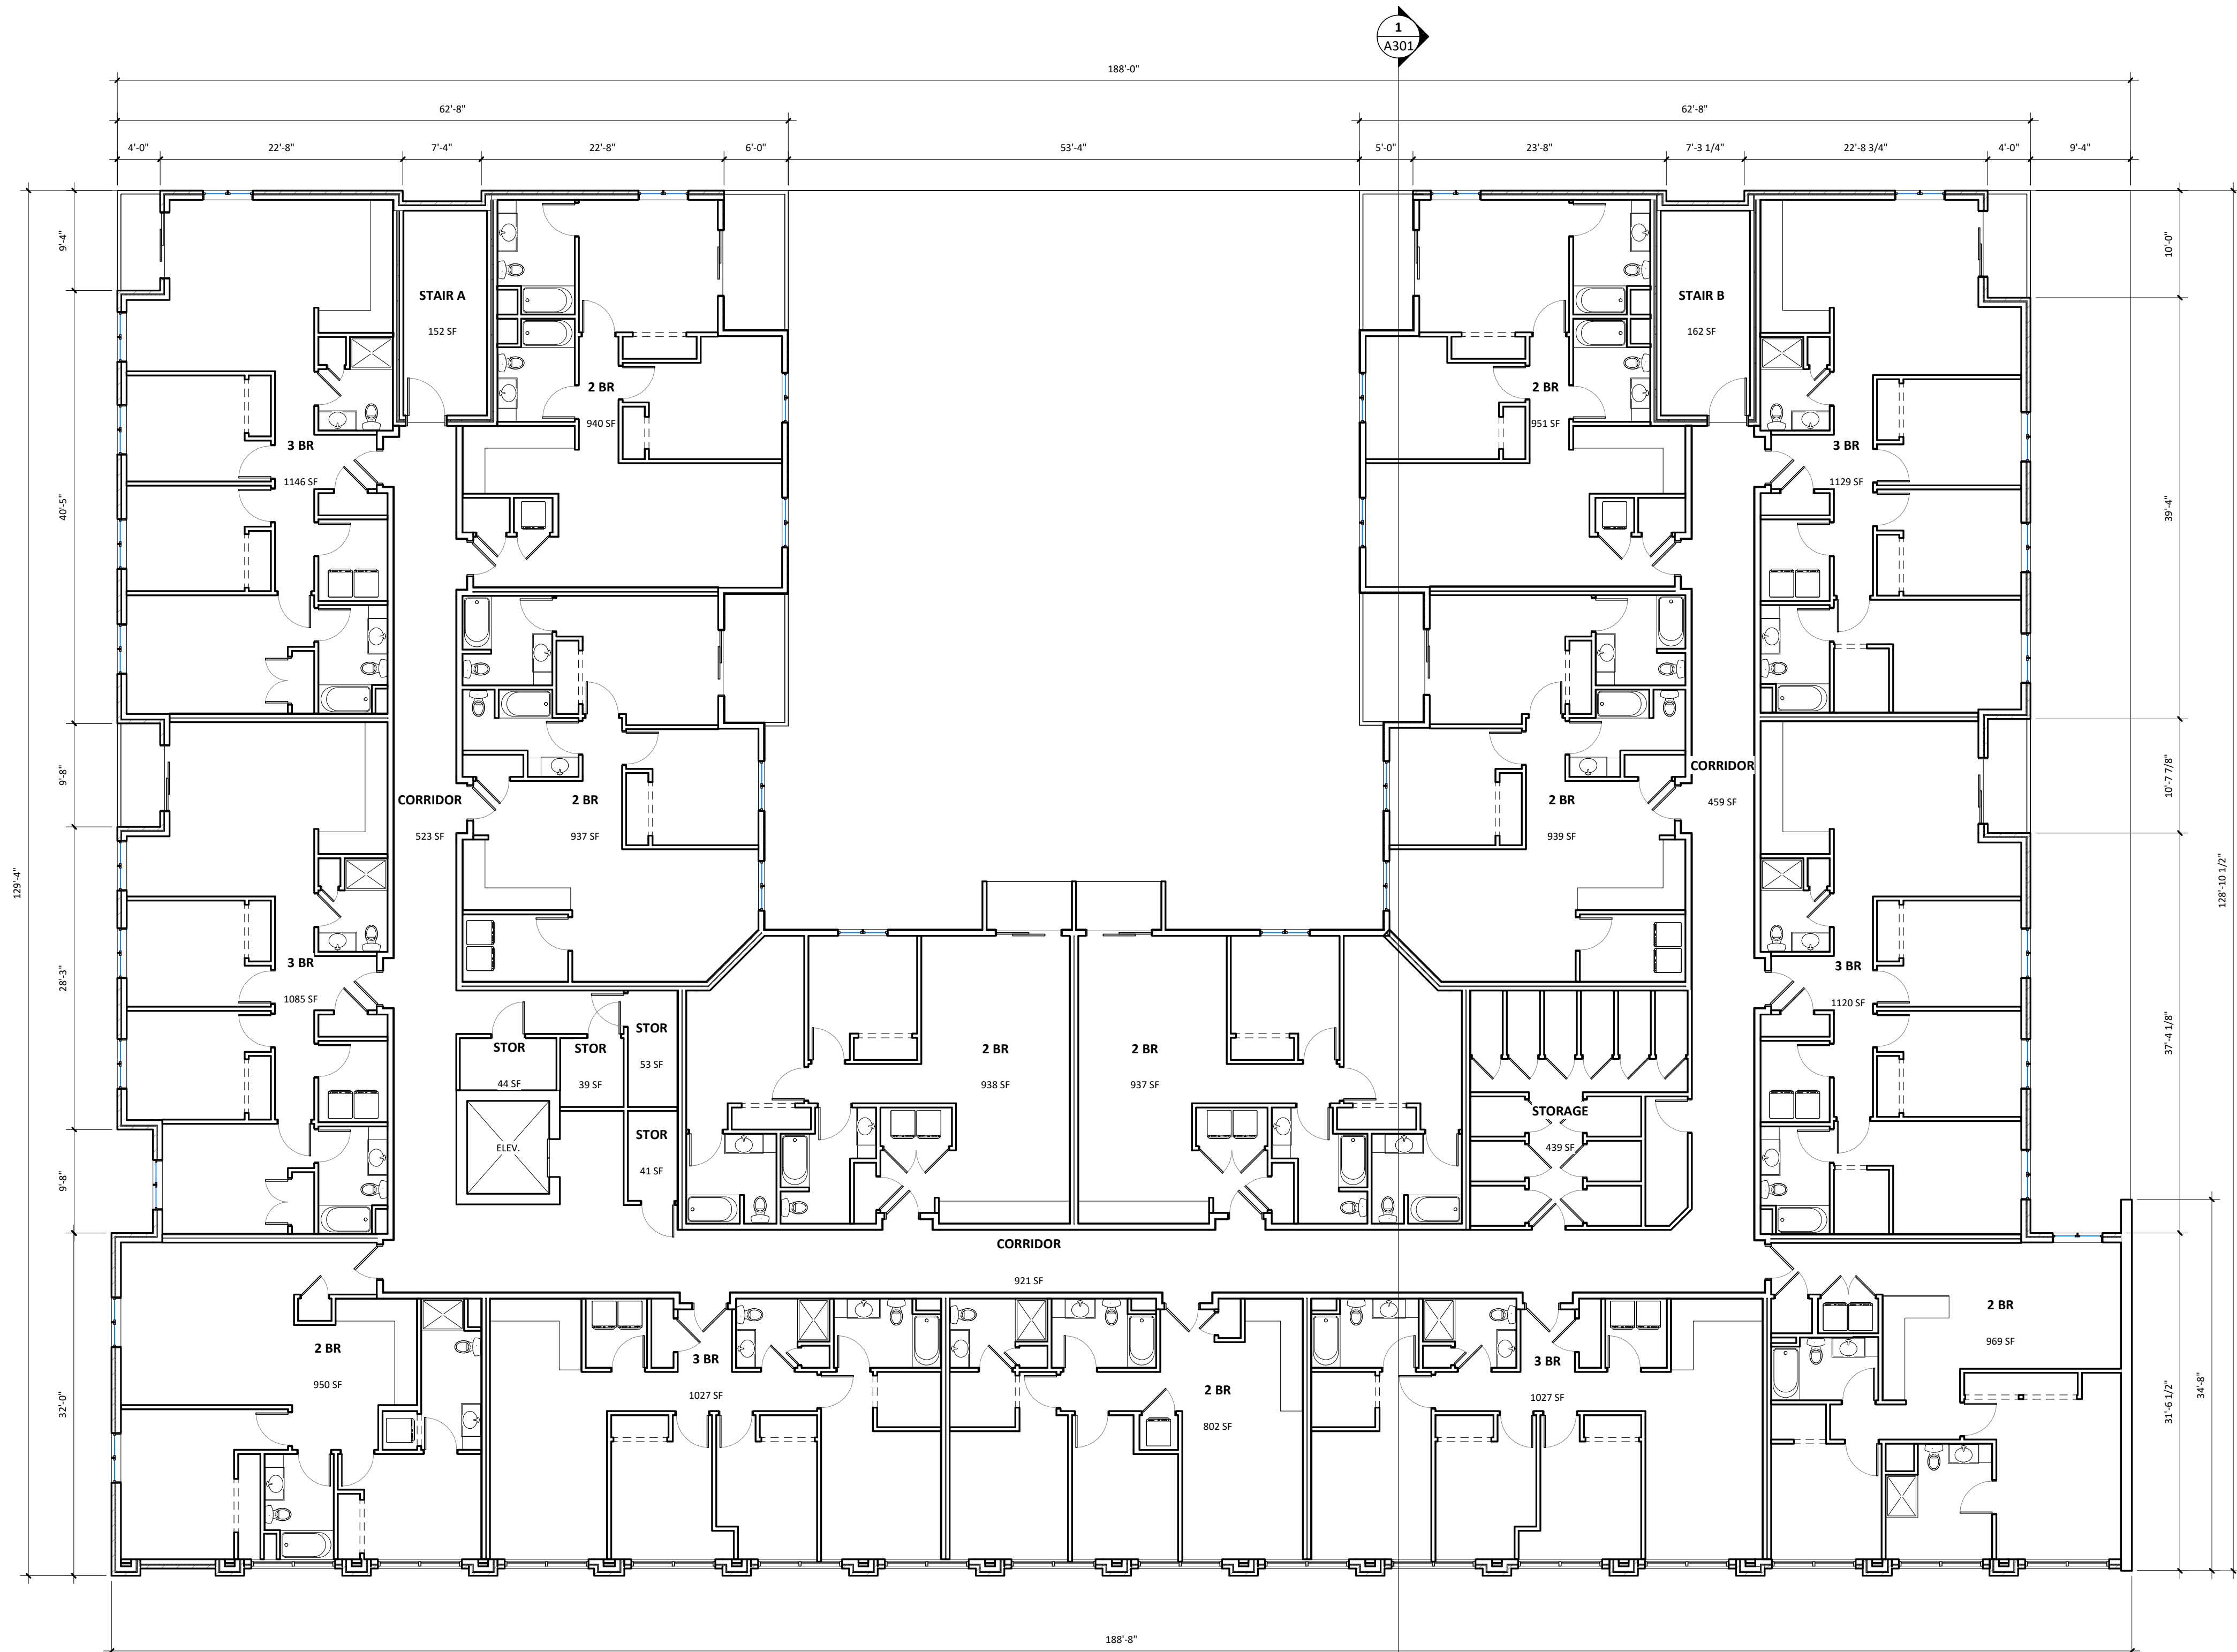 1
A301
188'-0"
62'-8"
62'-8"
4'-0"
22'-8"
7'-4"
22'-8"
6'-0"
53'-4"
5'-0"
23'-8"
7'-3 1/4"
22'-8 3/4"
4'-0"
9'-4"
9'-4"
40'-5"
9'-8"
28'-3"
9'-8"
32'-0"
129'-4"
10'-0"
39'-4"
10'-7 7/8"
37'-4 1/8"
31'-6 1/2"
34'-8"
128'-10 1/2"
STAIR A
152 SF
STAIR B
162 SF
2 BR
940 SF
2 BR
951 SF
3 BR
1146 SF
3 BR
1129 SF
CORRIDOR
523 SF
2 BR
937 SF
2 BR
939 SF
CORRIDOR
459 SF
3 BR
1085 SF
3 BR
1120 SF
STOR
44 SF
STOR
39 SF
STOR
53 SF
STOR
41 SF
ELEV.
2 BR
938 SF
2 BR
937 SF
STORAGE
439 SF
CORRIDOR
921 SF
2 BR
950 SF
3 BR
1027 SF
2 BR
802 SF
3 BR
1027 SF
2 BR
969 SF
188'-8"